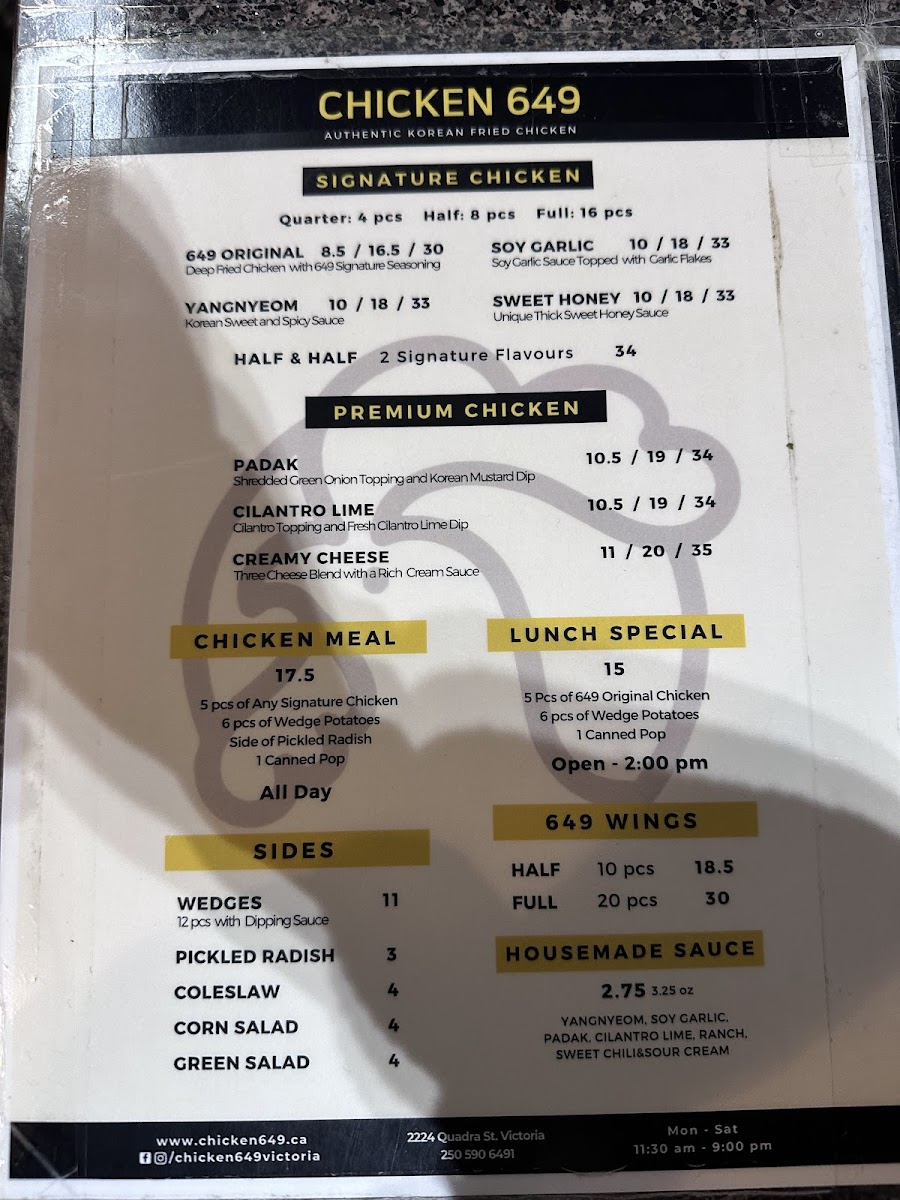 CHICKEN 649
AUTHENTIC KOREAN FRIED CHICKEN
SIGNATURE CHICKEN
Quarter: 4 pcs Half: 8 pcs Full: 16 pcs
649 ORIGINAL 8.5 / 16.5 / 30
Deep Fried Chicken with 649 Signature Seasoning
SOY GARLIC 10 / 18 / 33
Soy Garlic Sauce Topped with Garlic Flakes
YANGNYEOM 10 / 18 / 33
Korean Sweet and Spicy Sauce
SWEET HONEY 10 / 18 / 33
Unique Thick Sweet Honey Sauce
HALF & HALF 2 Signature Flavours 34
PREMIUM CHICKEN
PADAK 10.5 / 19 / 34
Shredded Green Onion Topping and Korean Mustard Dip
CILANTRO LIME 10.5 / 19 / 34
Cilantro Topping and Fresh Cilantro Lime Dip
CREAMY CHEESE 11 / 20 / 35
Three Cheese Blend with a Rich Cream Sauce
CHICKEN MEAL
17.5
5 pcs of Any Signature Chicken
6 pcs of Wedge Potatoes
Side of Pickled Radish
1 Canned Pop
All Day
LUNCH SPECIAL
15
5 Pcs of 649 Original Chicken
6 pcs of Wedge Potatoes
1 Canned Pop
Open - 2:00 pm
SIDES
WEDGES 11
12 pcs with Dipping Sauce
PICKLED RADISH 3
COLESLAW 4
CORN SALAD 4
GREEN SALAD 4
649 WINGS
HALF 10 pcs 18.5
FULL 20 pcs 30
HOUSEMADE SAUCE
2.75 3.25 oz
YANGNYEOM, SOY GARLIC,
PADAK, CILANTRO LIME, RANCH,
SWEET CHILI&SOUR CREAM
www.chicken649.ca
/chicken649victoria
2224 Quadra St. Victoria
250 590 6491
Mon - Sat
11:30 am - 9:00 pm